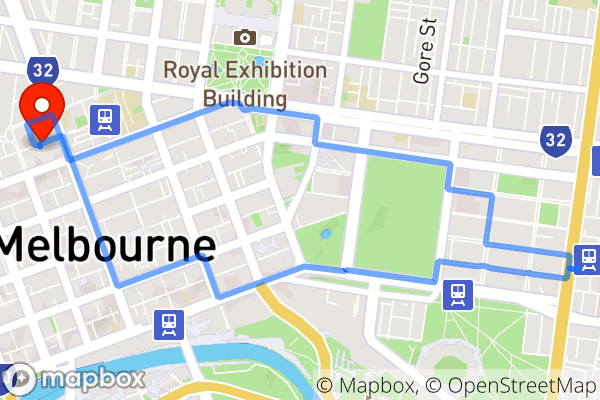 Gore St
Royal Exhibition
Building
32
32
Melbourne
mapbox
© Mapbox, © OpenStreetMap